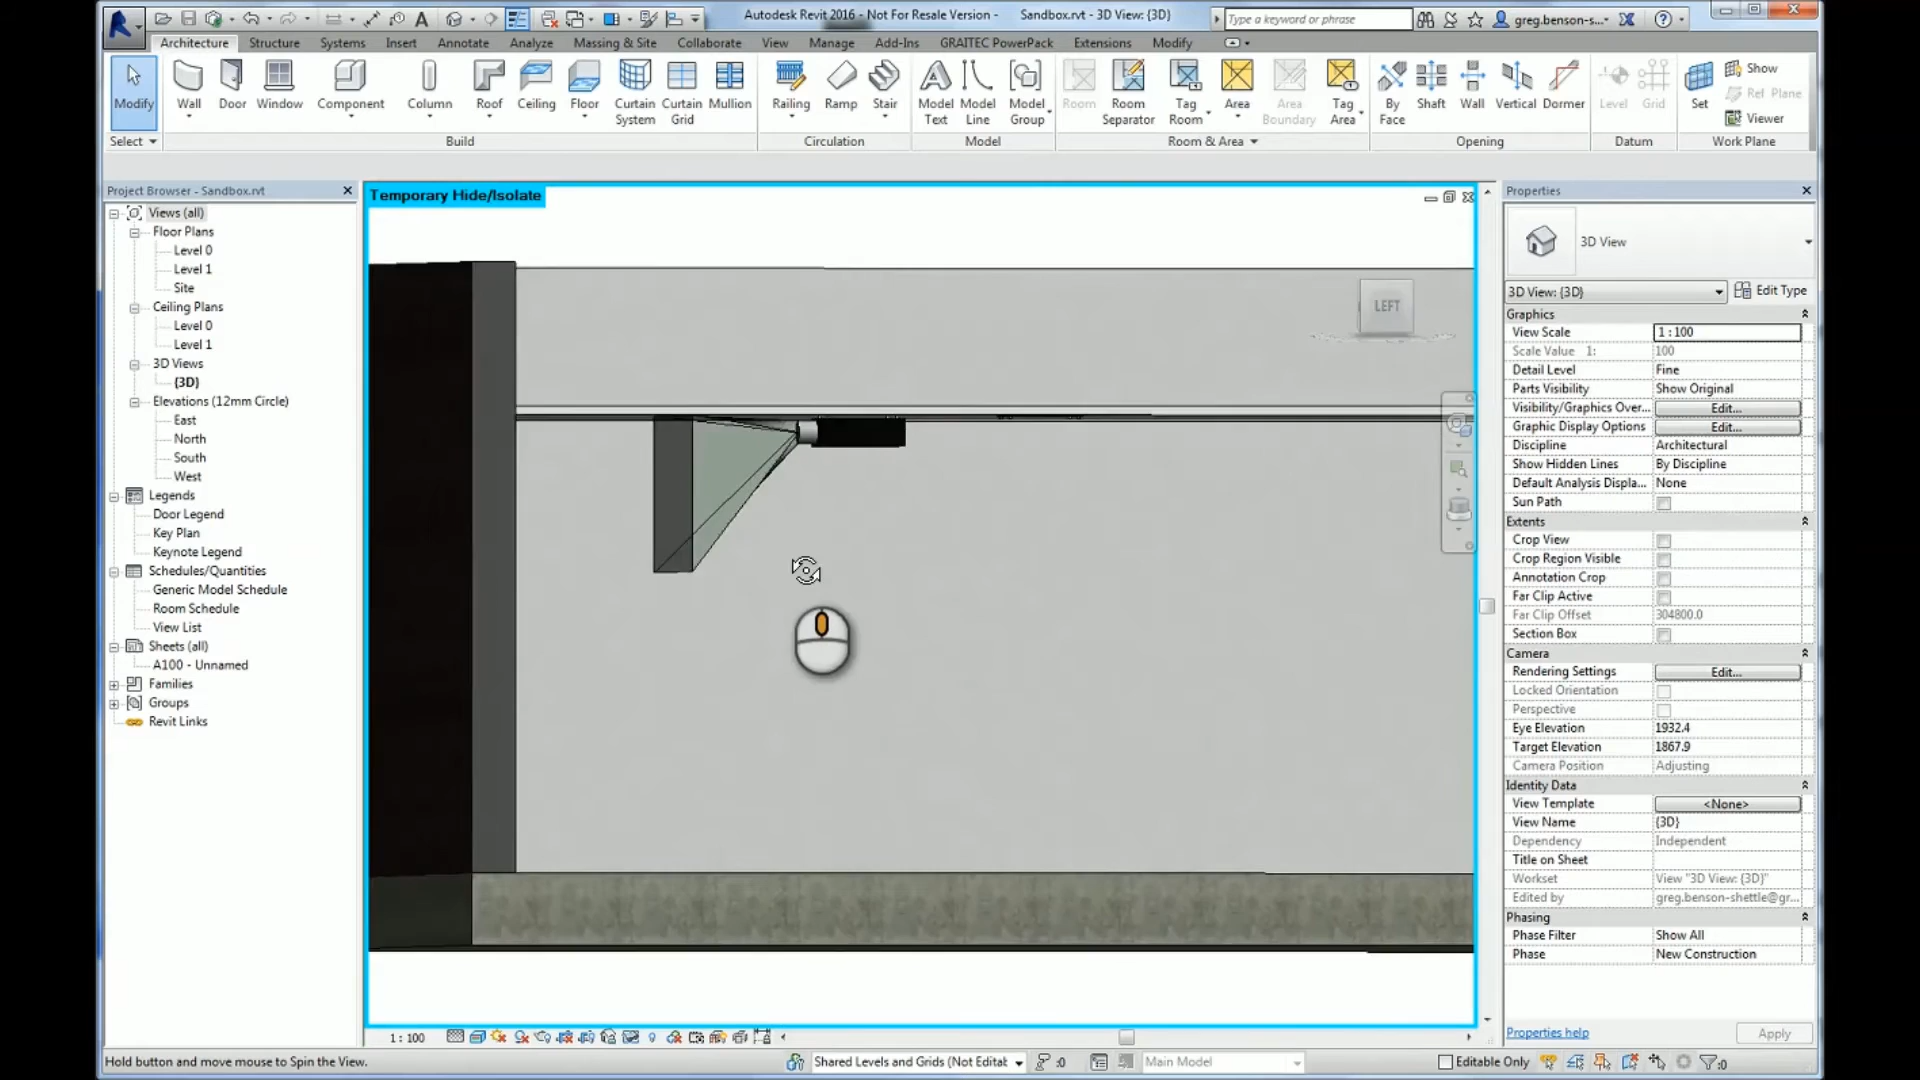 Autodesk Revit 2016 - Not For Resale Version - Sandbox.rvt - 3D View: {3D}
Type a keyword or phrase
greg.benson-s...
Architecture Structure Systems Insert Annotate Analyze Massing & Site Collaborate View Manage Add-Ins GRAITEC PowerPack Extensions Modify
Modify
Wall Door Window Component Column Roof Ceiling Floor Curtain System Curtain Grid Mullion
Railing Ramp Stair
Model Text Model Line Model Group
Room Room Separator Tag Room Area Area Boundary Tag Area
By Face Shaft Wall Vertical Dormer
Level Grid
Set Show Ref Plane Viewer
Select Build Circulation Model Room & Area Opening Datum Work Plane
Project Browser - Sandbox.rvt
Views (all)
Floor Plans
Level 0
Level 1
Site
Ceiling Plans
Level 0
Level 1
3D Views
{3D}
Elevations (12mm Circle)
East
North
South
West
Legends
Door Legend
Key Plan
Keynote Legend
Schedules/Quantities
Generic Model Schedule
Room Schedule
View List
Sheets (all)
A100 - Unnamed
Families
Groups
Revit Links
Temporary Hide/Isolate
LEFT
1 : 100
Properties
3D View
3D View: {3D} Edit Type
Graphics
View Scale 1 : 100
Scale Value 1: 100
Detail Level Fine
Parts Visibility Show Original
Visibility/Graphics Over... Edit...
Graphic Display Options Edit...
Discipline Architectural
Show Hidden Lines By Discipline
Default Analysis Displa... None
Sun Path
Extents
Crop View
Crop Region Visible
Annotation Crop
Far Clip Active
Far Clip Offset 304800.0
Section Box
Camera
Rendering Settings Edit...
Locked Orientation
Perspective
Eye Elevation 1932.4
Target Elevation 1867.9
Camera Position Adjusting
Identity Data
View Template <None>
View Name {3D}
Dependency Independent
Title on Sheet
Workset View "3D View: {3D}"
Edited by greg.benson-shettle@gr...
Phasing
Phase Filter Show All
Phase New Construction
Properties help Apply
Hold button and move mouse to Spin the View.
Shared Levels and Grids (Not Editab
:0
Main Model
Editable Only
:0